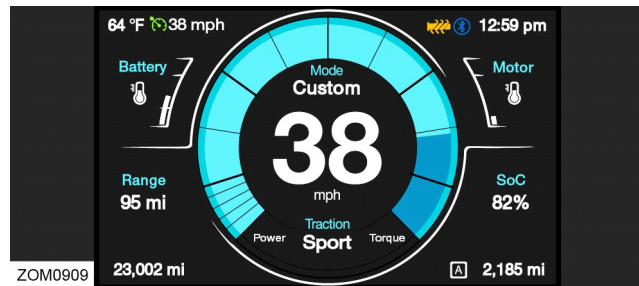 64 °F 38 mph
12:59 pm
Battery
Mode
Custom
Motor
38
mph
Range
95 mi
SoC
82%
Traction
Sport
Power
Torque
23,002 mi
A 2,185 mi
ZOM0909